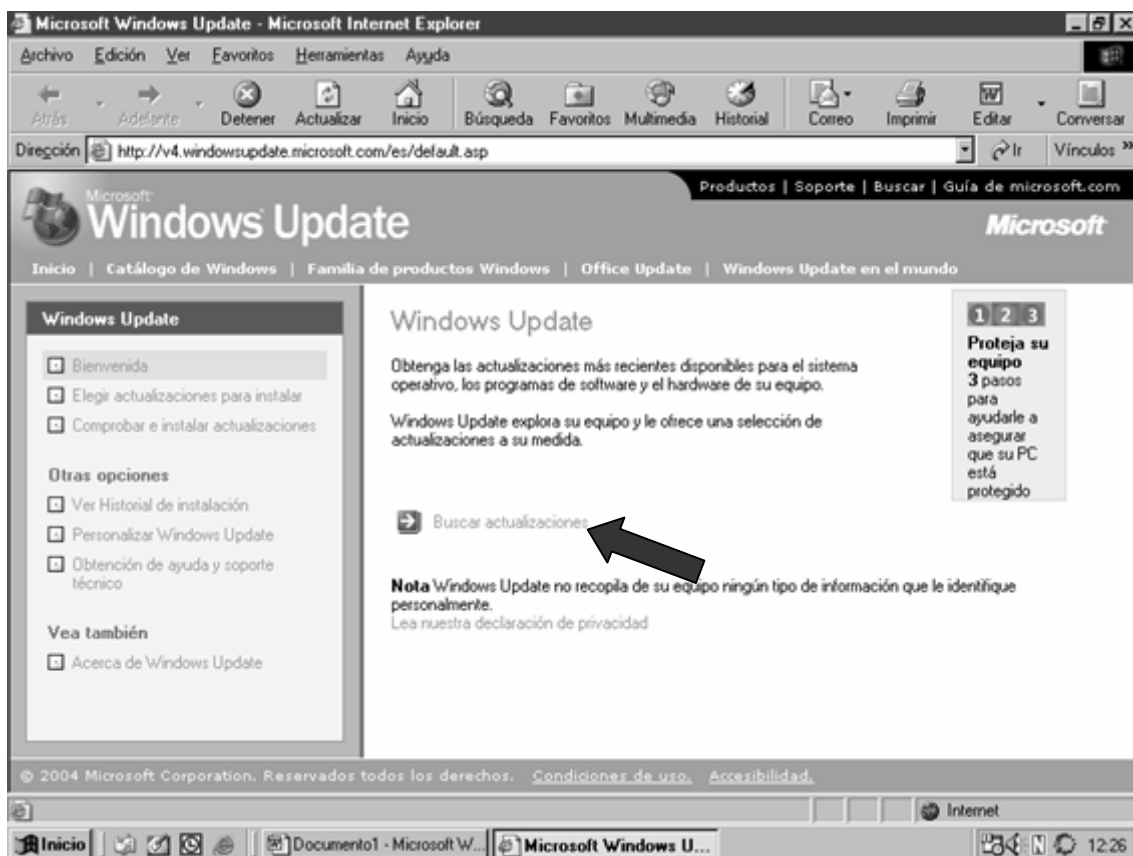 Microsoft Windows Update - Microsoft Internet Explorer
Archivo Edición Ver Favoritos Herramientas Ayuda
Atrás Adelante Detener Actualizar Inicio Búsqueda Favoritos Multimedia Historial Correo Imprimir Editar Conversar
Dirección http://v4.windowsupdate.microsoft.com/es/default.asp Ir Vínculos »
Productos | Soporte | Buscar | Guía de microsoft.com
Microsoft
Windows Update
Microsoft
Inicio | Catálogo de Windows | Familia de productos Windows | Office Update | Windows Update en el mundo
Windows Update
Bienvenida
Elegir actualizaciones para instalar
Comprobar e instalar actualizaciones
Otras opciones
Ver Historial de instalación
Personalizar Windows Update
Obtención de ayuda y soporte
técnico
Vea también
Acerca de Windows Update
Windows Update
Obtenga las actualizaciones más recientes disponibles para el sistema
operativo, los programas de software y el hardware de su equipo.
Windows Update explora su equipo y le ofrece una selección de
actualizaciones a su medida.
Buscar actualizaciones
Nota Windows Update no recopila de su equipo ningún tipo de información que le identifique
personalmente.
Lea nuestra declaración de privacidad
1 2 3
Proteja su
equipo
3 pasos
para
ayudarle a
asegurar
que su PC
está
protegido
© 2004 Microsoft Corporation. Reservados todos los derechos. Condiciones de uso. Accesibilidad.
Internet
Inicio Documento1 - Microsoft W... Microsoft Windows U... 12:26